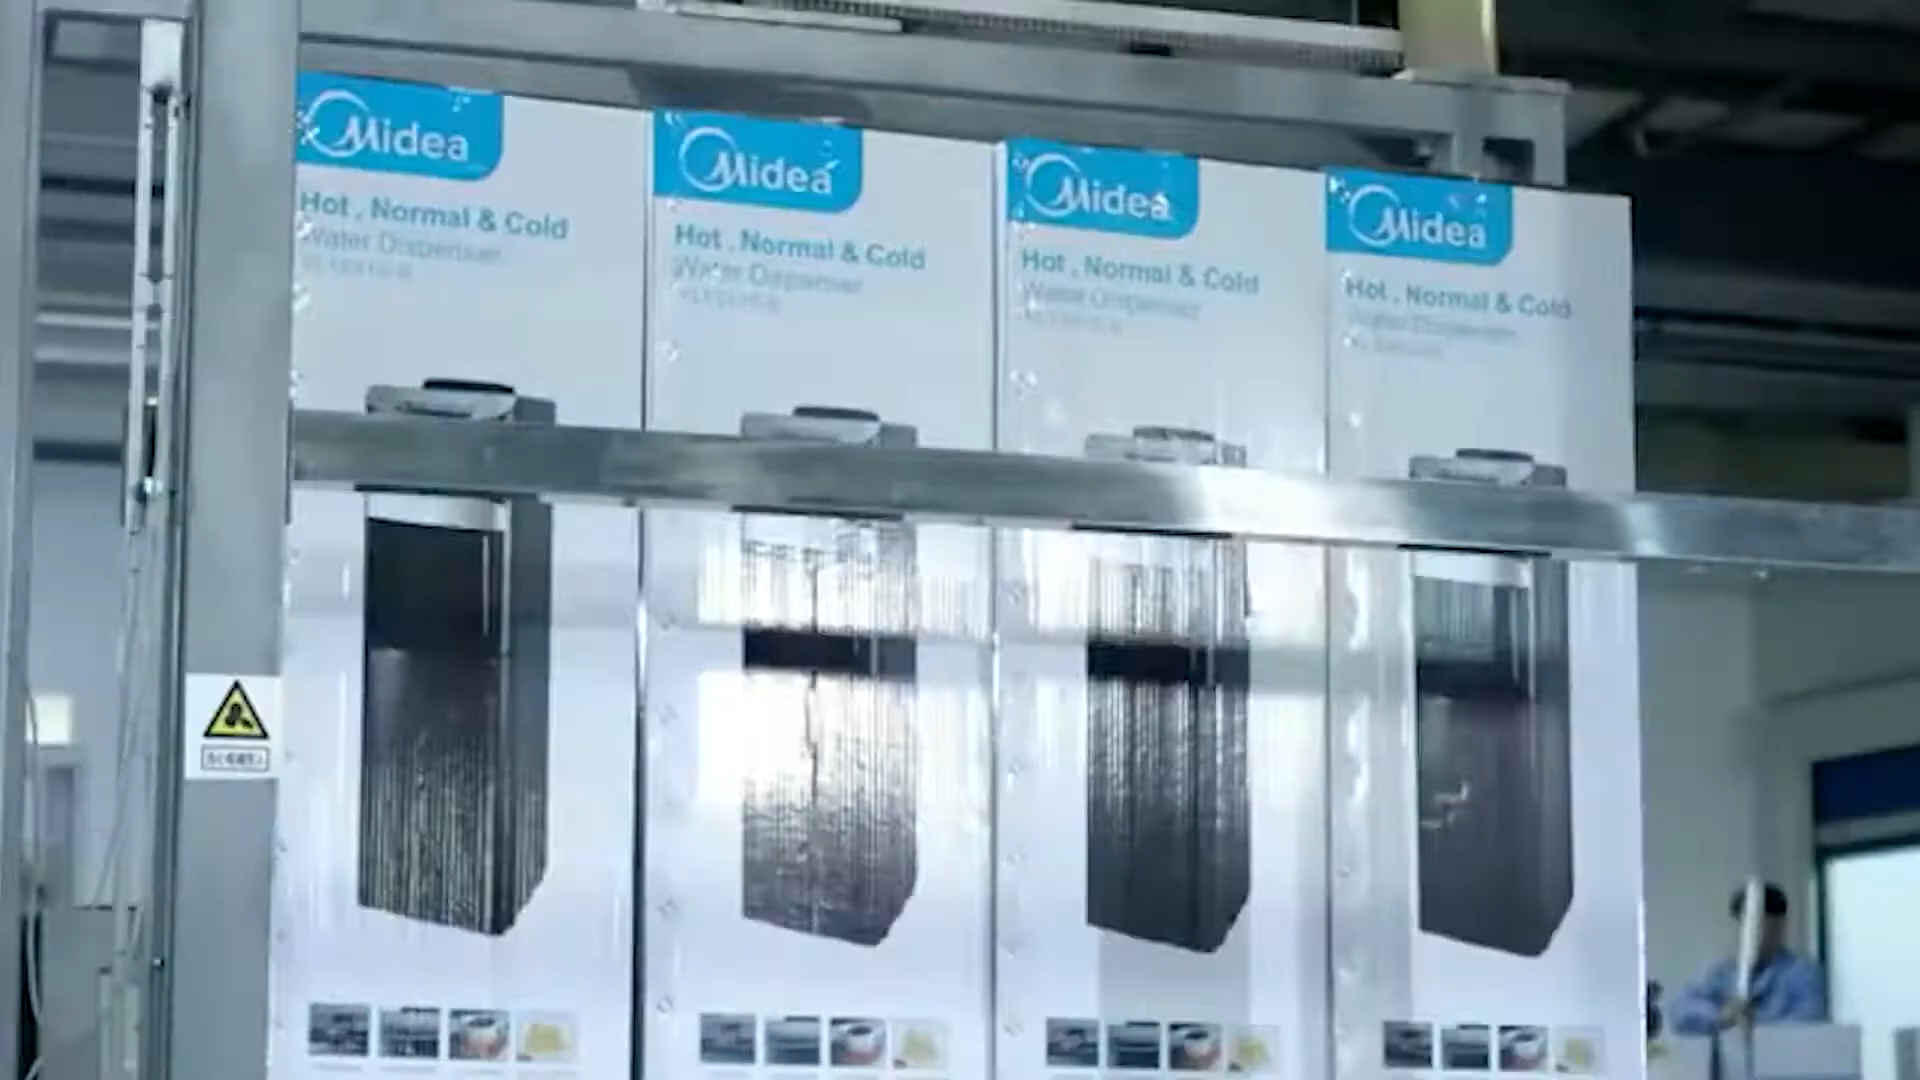 Midea
Hot , Normal & Cold
Water Dispenser
Midea
Hot , Normal & Cold
Water Dispenser
Midea
Hot , Normal & Cold
Water Dispenser
Midea
Hot , Normal & Cold
Water Dispenser